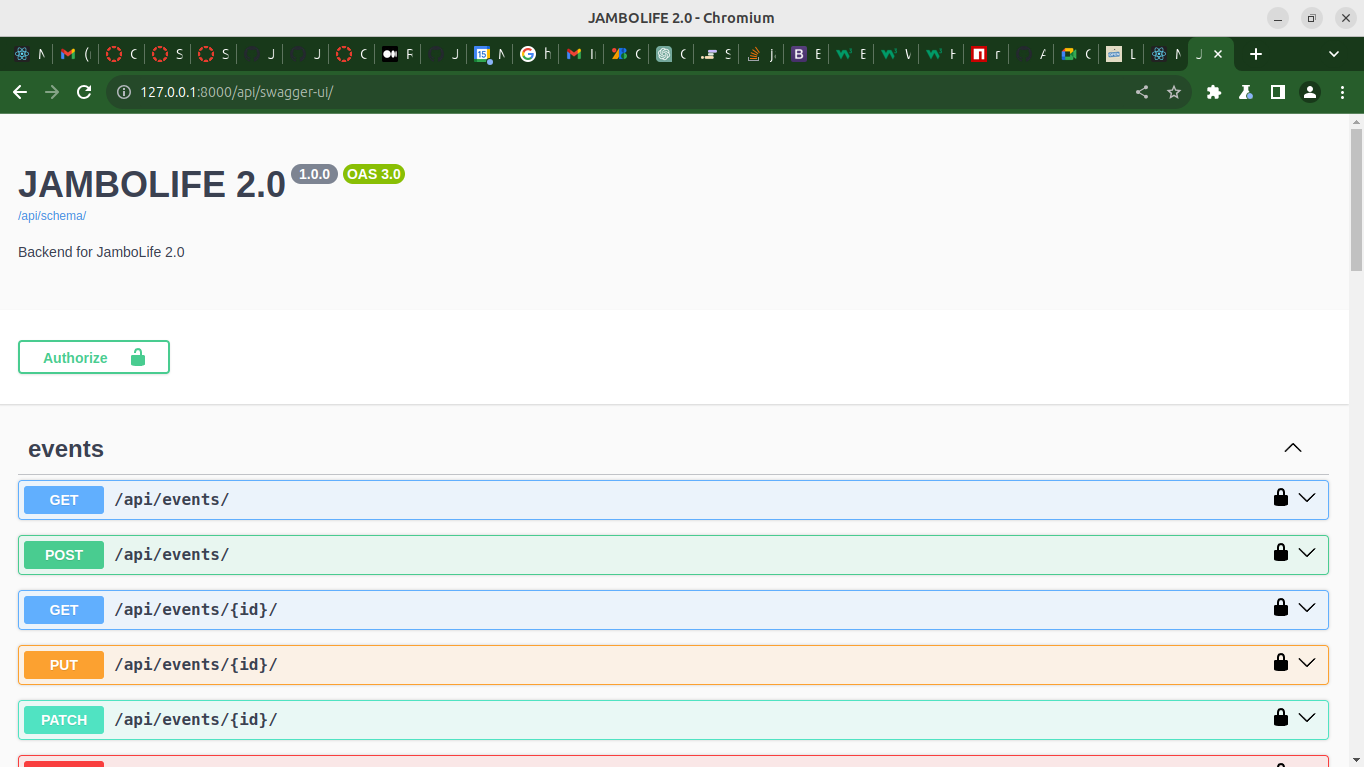 JAMBOLIFE 2.0 - Chromium
127.0.0.1:8000/api/swagger-ui/
JAMBOLIFE 2.0 1.0.0 OAS 3.0
/api/schema/
Backend for JamboLife 2.0
Authorize
events
GET /api/events/
POST /api/events/
GET /api/events/{id}/
PUT /api/events/{id}/
PATCH /api/events/{id}/